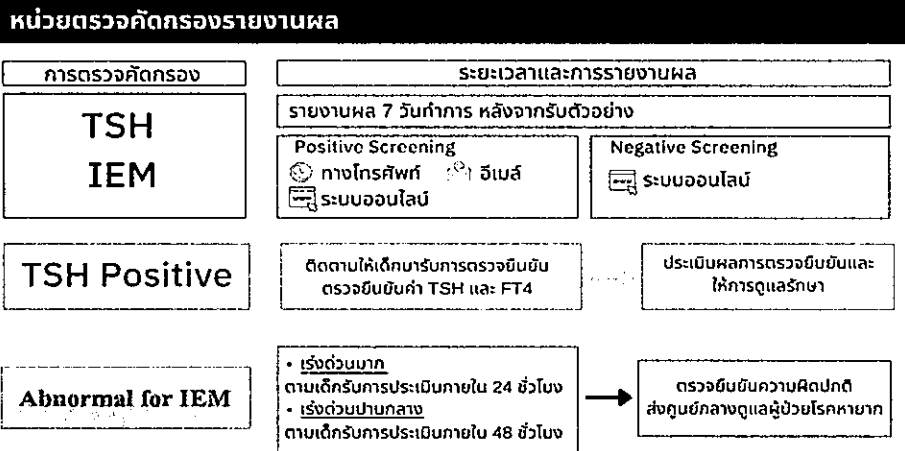 หน่วยตรวจคัดกรองรายงานผล
การตรวจคัดกรอง
ระยะเวลาและการรายงานผล
TSH
IEM
รายงานผล 7 วันทำการ หลังจากรับตัวอย่าง
Positive Screening
ทางโทรศัพท์ อีเมล์
ระบบออนไลน์
Negative Screening
ระบบออนไลน์
TSH Positive
ติดตามให้เด็กมารับการตรวจยืนยัน
ตรวจยืนยันค่า TSH และ FT4
ประเมินผลการตรวจยืนยันและ
ให้การดูแลรักษา
Abnormal for IEM
• เร่งด่วนมาก
ตามเด็กรับการประเมินภายใน 24 ชั่วโมง
• เร่งด่วนปานกลาง
ตามเด็กรับการประเมินภายใน 48 ชั่วโมง
ตรวจยืนยันความผิดปกติ
ส่งศูนย์กลางดูแลผู้ป่วยโรคหายาก